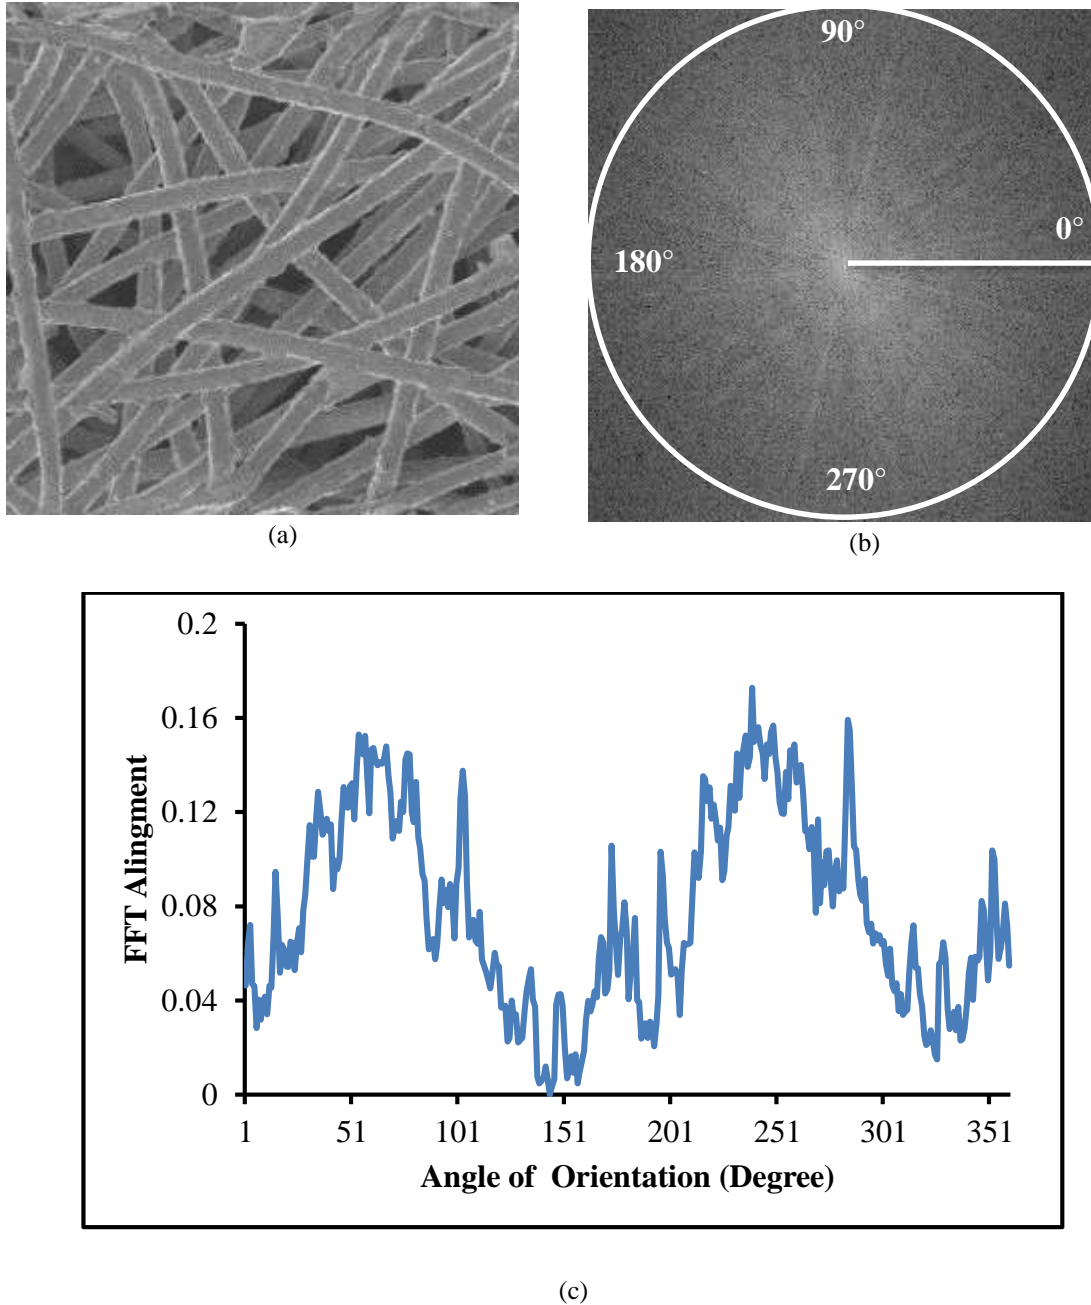 90°
0°
180°
270°
(a)
(b)
0.2
0.16
0.12
0.08
0.04
0
FFT Alingment
1 51 101 151 201 251 301 351
Angle of Orientation (Degree)
(c)